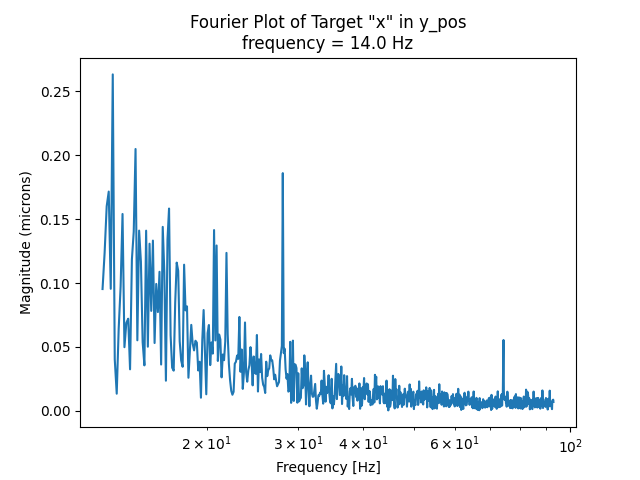 Fourier Plot of Target "x" in y_pos
frequency = 14.0 Hz
Magnitude (microns)
0.25
0.20
0.15
0.10
0.05
0.00
2 × 10¹ 3 × 10¹ 4 × 10¹ 6 × 10¹ 10²
Frequency [Hz]